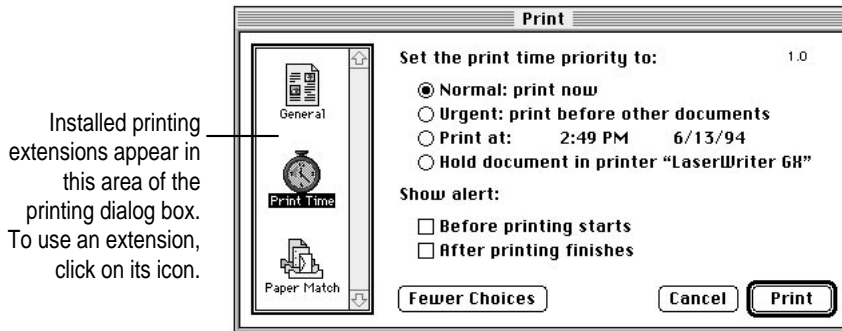 Installed printing
extensions appear in
this area of the
printing dialog box.
To use an extension,
click on its icon.
Print
General
Print Time
Paper Match
Set the print time priority to: 1.0
Normal: print now
Urgent: print before other documents
Print at: 2:49 PM 6/13/94
Hold document in printer “LaserWriter GX”
Show alert:
Before printing starts
After printing finishes
Fewer Choices Cancel Print